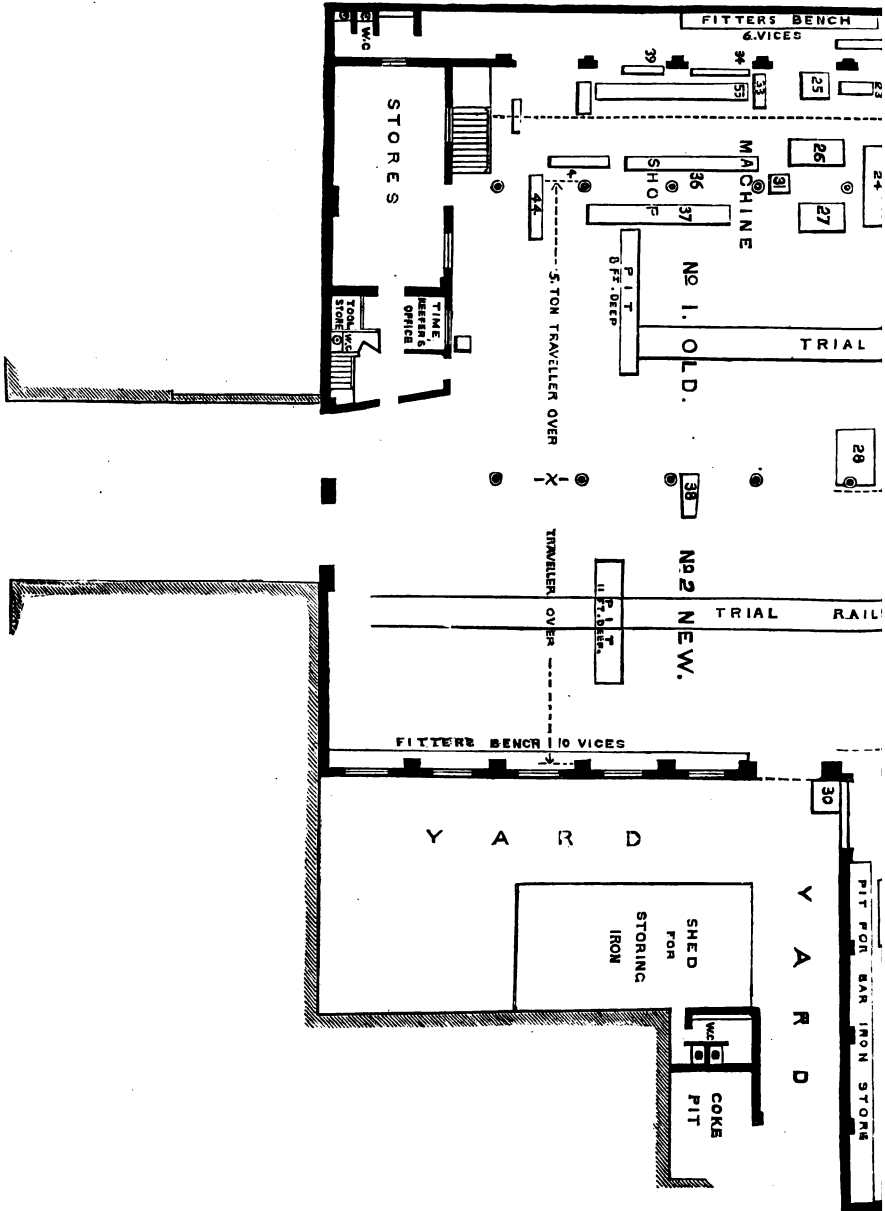 FITTERS BENCH
6.VICES
W.C
39
34
33
55
25
23
STORES
MACHINE
SHOP
26
24
4
36
31
44
37
27
PIT
8 FT. DEEP
5.TON TRAVELLER OVER
No 1. OLD.
TIME,
KEEPERS
OFFICE
TOOL
STORE
W.C
TRIAL
28
X
38
TRAVELLER OVER
No 2 NEW.
PIT
11 FT. DEEP.
TRIAL RAIL
FITTERS BENCH 10 VICES
30
YARD
YARD
PIT FOR BAR IRON STORE
SHED
FOR
STORING
IRON
W.C
COKE
PIT